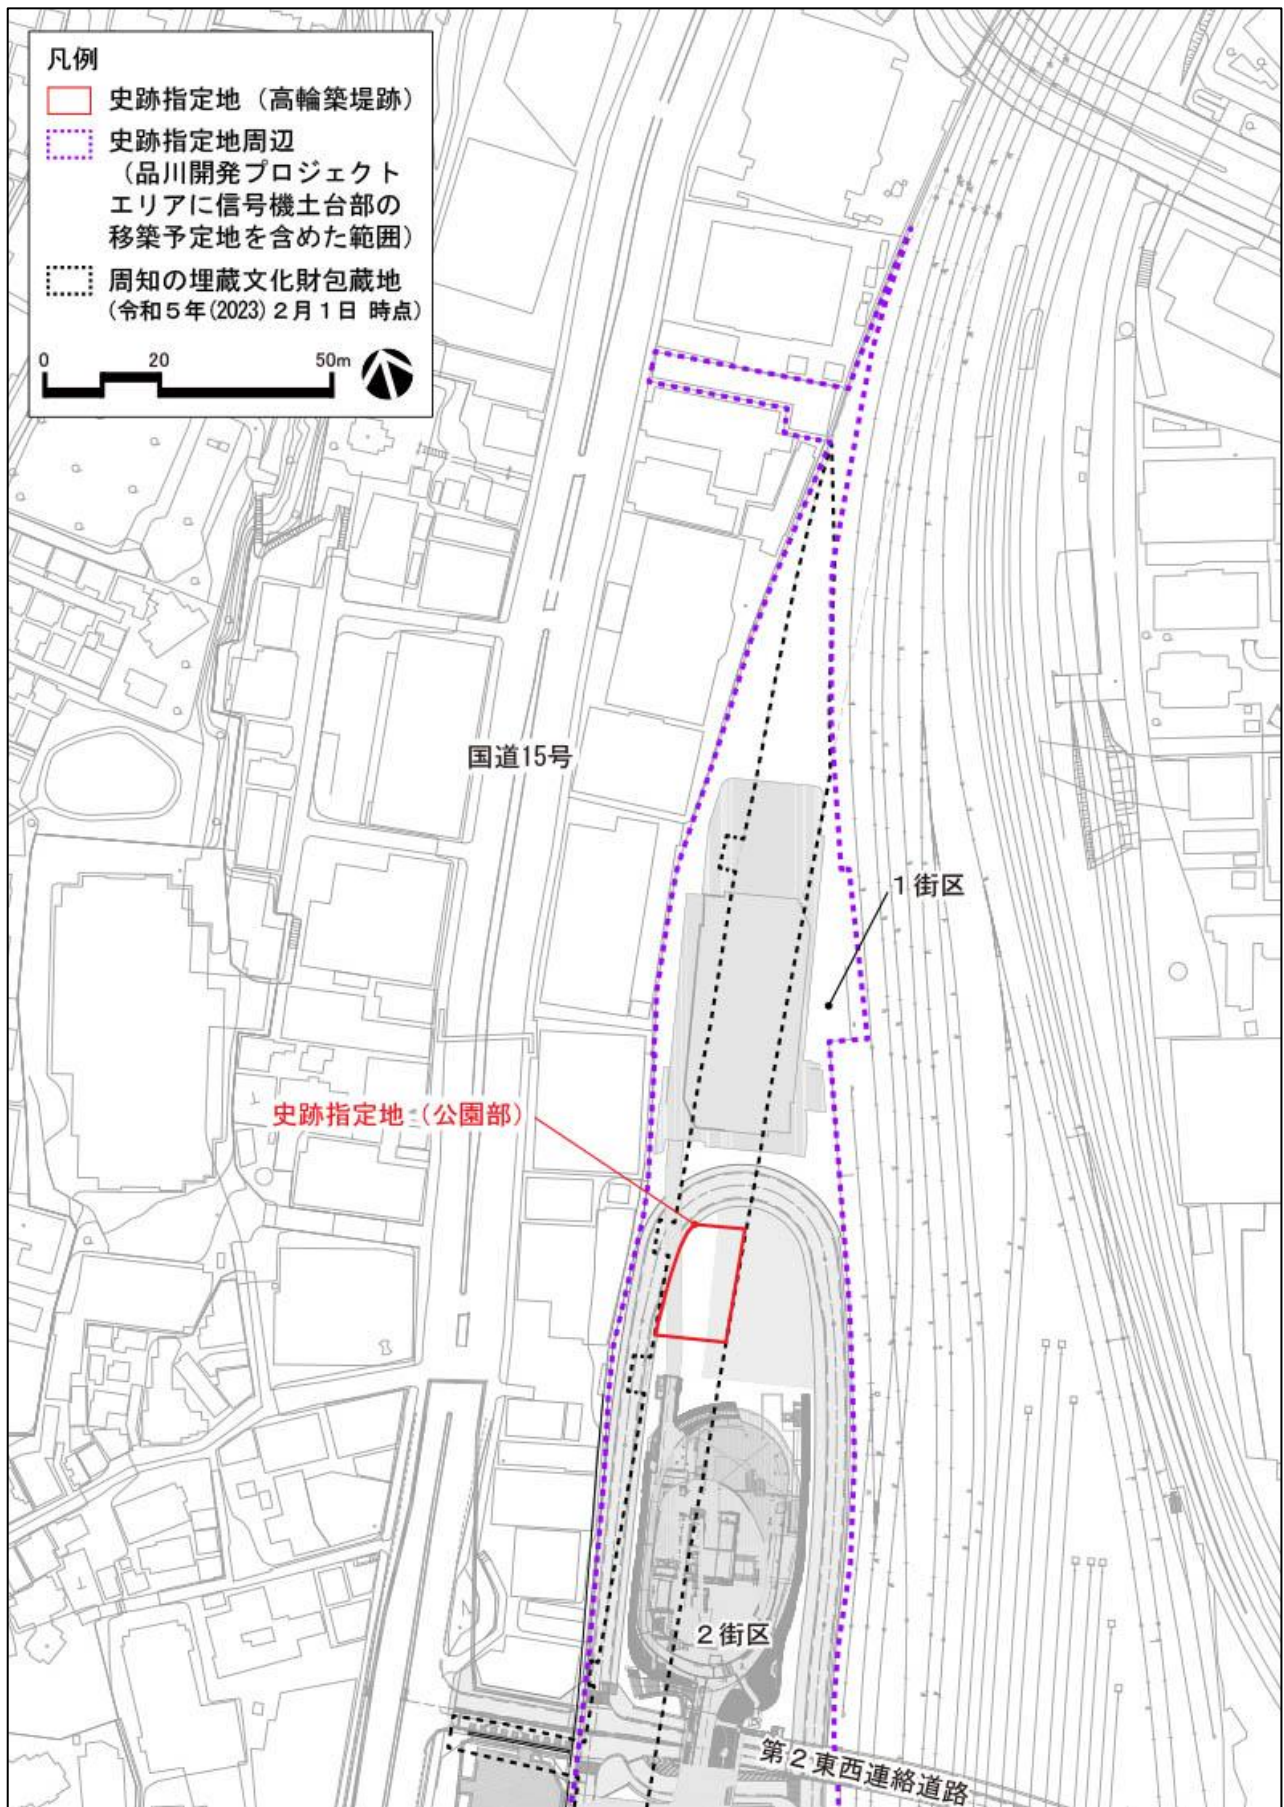 凡例
史跡指定地（高輪築堤跡）
史跡指定地周辺
（品川開発プロジェクト
エリアに信号機土台部の
移築予定地を含めた範囲）
周知の埋蔵文化財包蔵地
（令和５年(2023)２月１日 時点）
0 20 50m
国道15号
１街区
史跡指定地（公園部）
２街区
第２東西連絡道路